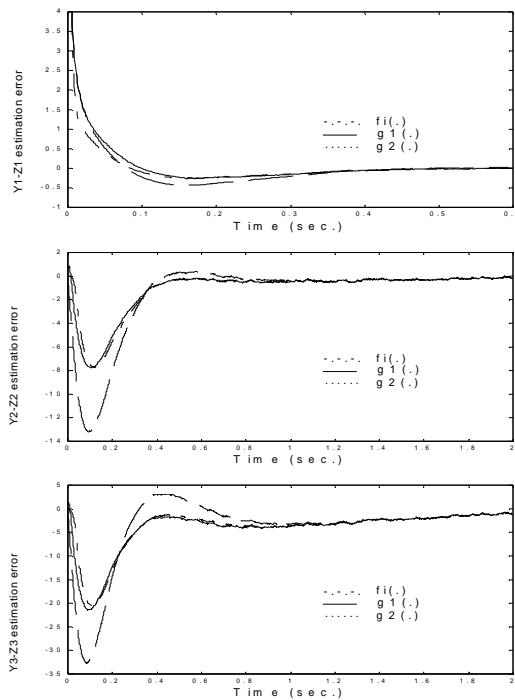 4
3.5
3
2.5
2
1.5
1
0.5
0
-0.5
-1
Y1-Z1 estimation error
-.-.-. fi(.)
g1(.)
...... g2(.)
0 0.1 0.2 0.3 0.4 0.5 0.
Time (sec.)
2
0
-2
-4
-6
-8
-10
-12
-14
Y2-Z2 estimation error
-.-.-. fi(.)
g1(.)
...... g2(.)
0 0.2 0.4 0.6 0.8 1 1.2 1.4 1.6 1.8 2
Time (sec.)
5
0
-5
-10
-15
-20
-25
-30
-35
Y3-Z3 estimation error
-.-.-. fi(.)
g1(.)
...... g2(.)
0 0.2 0.4 0.6 0.8 1 1.2 1.4 1.6 1.8 2
Time (sec.)